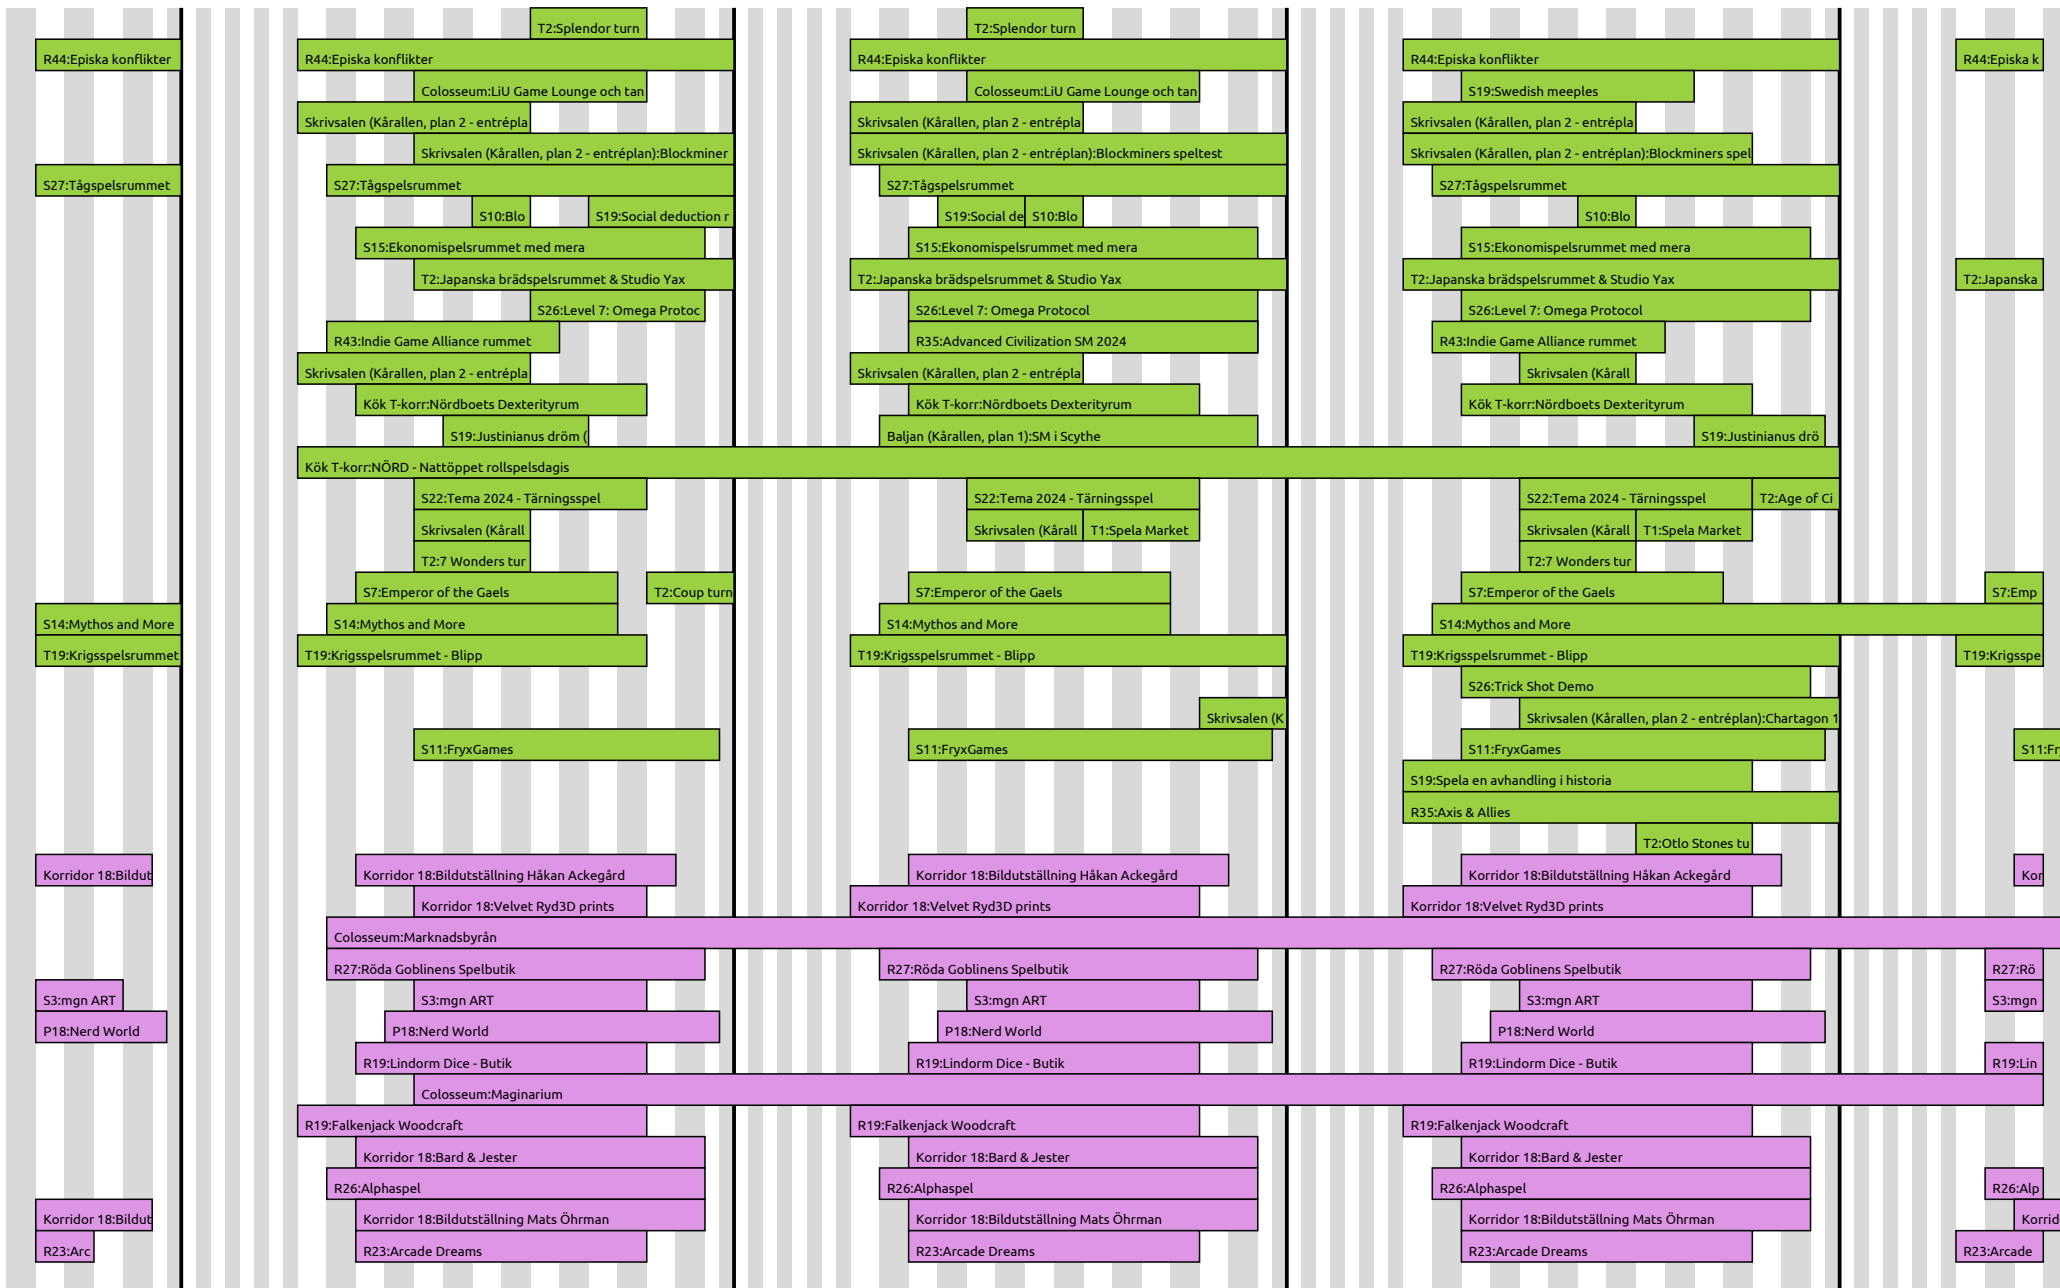 T2:Splendor turn T2:Splendor turn
R44:Episka konflikter R44:Episka konflikter R44:Episka konflikter R44:Episka konflikter R44:Episka k
Colosseum:LiU Game Lounge och tan Colosseum:LiU Game Lounge och tan S19:Swedish meeples
Skrivsalen (Kårallen, plan 2 - entrépla Skrivsalen (Kårallen, plan 2 - entrépla Skrivsalen (Kårallen, plan 2 - entrépla
Skrivsalen (Kårallen, plan 2 - entréplan):Blockminer Skrivsalen (Kårallen, plan 2 - entréplan):Blockminers speltest Skrivsalen (Kårallen, plan 2 - entréplan):Blockminers spel
S27:Tågspelsrummet S27:Tågspelsrummet S27:Tågspelsrummet S27:Tågspelsrummet
S10:Blo S19:Social deduction r S19:Social de S10:Blo S10:Blo
S15:Ekonomispelsrummet med mera S15:Ekonomispelsrummet med mera S15:Ekonomispelsrummet med mera
T2:Japanska brädspelsrummet & Studio Yax T2:Japanska brädspelsrummet & Studio Yax T2:Japanska brädspelsrummet & Studio Yax T2:Japanska
S26:Level 7: Omega Protoc S26:Level 7: Omega Protocol S26:Level 7: Omega Protocol
R43:Indie Game Alliance rummet R35:Advanced Civilization SM 2024 R43:Indie Game Alliance rummet
Skrivsalen (Kårallen, plan 2 - entrépla Skrivsalen (Kårallen, plan 2 - entrépla Skrivsalen (Kårall
Kök T-korr:Nördboets Dexterityrum Kök T-korr:Nördboets Dexterityrum Kök T-korr:Nördboets Dexterityrum
S19:Justinianus dröm ( Baljan (Kårallen, plan 1):SM i Scythe S19:Justinianus drö
Kök T-korr:NÖRD - Nattöppet rollspelsdagis
S22:Tema 2024 - Tärningsspel S22:Tema 2024 - Tärningsspel S22:Tema 2024 - Tärningsspel T2:Age of Ci
Skrivsalen (Kårall Skrivsalen (Kårall T1:Spela Market Skrivsalen (Kårall T1:Spela Market
T2:7 Wonders tur T2:7 Wonders tur
S7:Emperor of the Gaels T2:Coup turn S7:Emperor of the Gaels S7:Emperor of the Gaels S7:Emp
S14:Mythos and More S14:Mythos and More S14:Mythos and More S14:Mythos and More
T19:Krigsspelsrummet T19:Krigsspelsrummet - Blipp T19:Krigsspelsrummet - Blipp T19:Krigsspelsrummet - Blipp T19:Krigsspe
S26:Trick Shot Demo
Skrivsalen (K Skrivsalen (Kårallen, plan 2 - entréplan):Chartagon 1
S11:FryxGames S11:FryxGames S11:FryxGames S11:Fr
S19:Spela en avhandling i historia
R35:Axis & Allies
T2:Otlo Stones tu
Korridor 18:Bildut Korridor 18:Bildutställning Håkan Ackegård Korridor 18:Bildutställning Håkan Ackegård Korridor 18:Bildutställning Håkan Ackegård Kor
Korridor 18:Velvet Ryd3D prints Korridor 18:Velvet Ryd3D prints Korridor 18:Velvet Ryd3D prints
Colosseum:Marknadsbyrån
R27:Röda Goblinens Spelbutik R27:Röda Goblinens Spelbutik R27:Röda Goblinens Spelbutik R27:Rö
S3:mgn ART S3:mgn ART S3:mgn ART S3:mgn ART S3:mgn
P18:Nerd World P18:Nerd World P18:Nerd World P18:Nerd World
R19:Lindorm Dice - Butik R19:Lindorm Dice - Butik R19:Lindorm Dice - Butik R19:Lin
Colosseum:Maginarium
R19:Falkenjack Woodcraft R19:Falkenjack Woodcraft R19:Falkenjack Woodcraft
Korridor 18:Bard & Jester Korridor 18:Bard & Jester Korridor 18:Bard & Jester
R26:Alphaspel R26:Alphaspel R26:Alphaspel R26:Alp
Korridor 18:Bildut Korridor 18:Bildutställning Mats Öhrman Korridor 18:Bildutställning Mats Öhrman Korridor 18:Bildutställning Mats Öhrman Korrid
R23:Arc R23:Arcade Dreams R23:Arcade Dreams R23:Arcade Dreams R23:Arcade